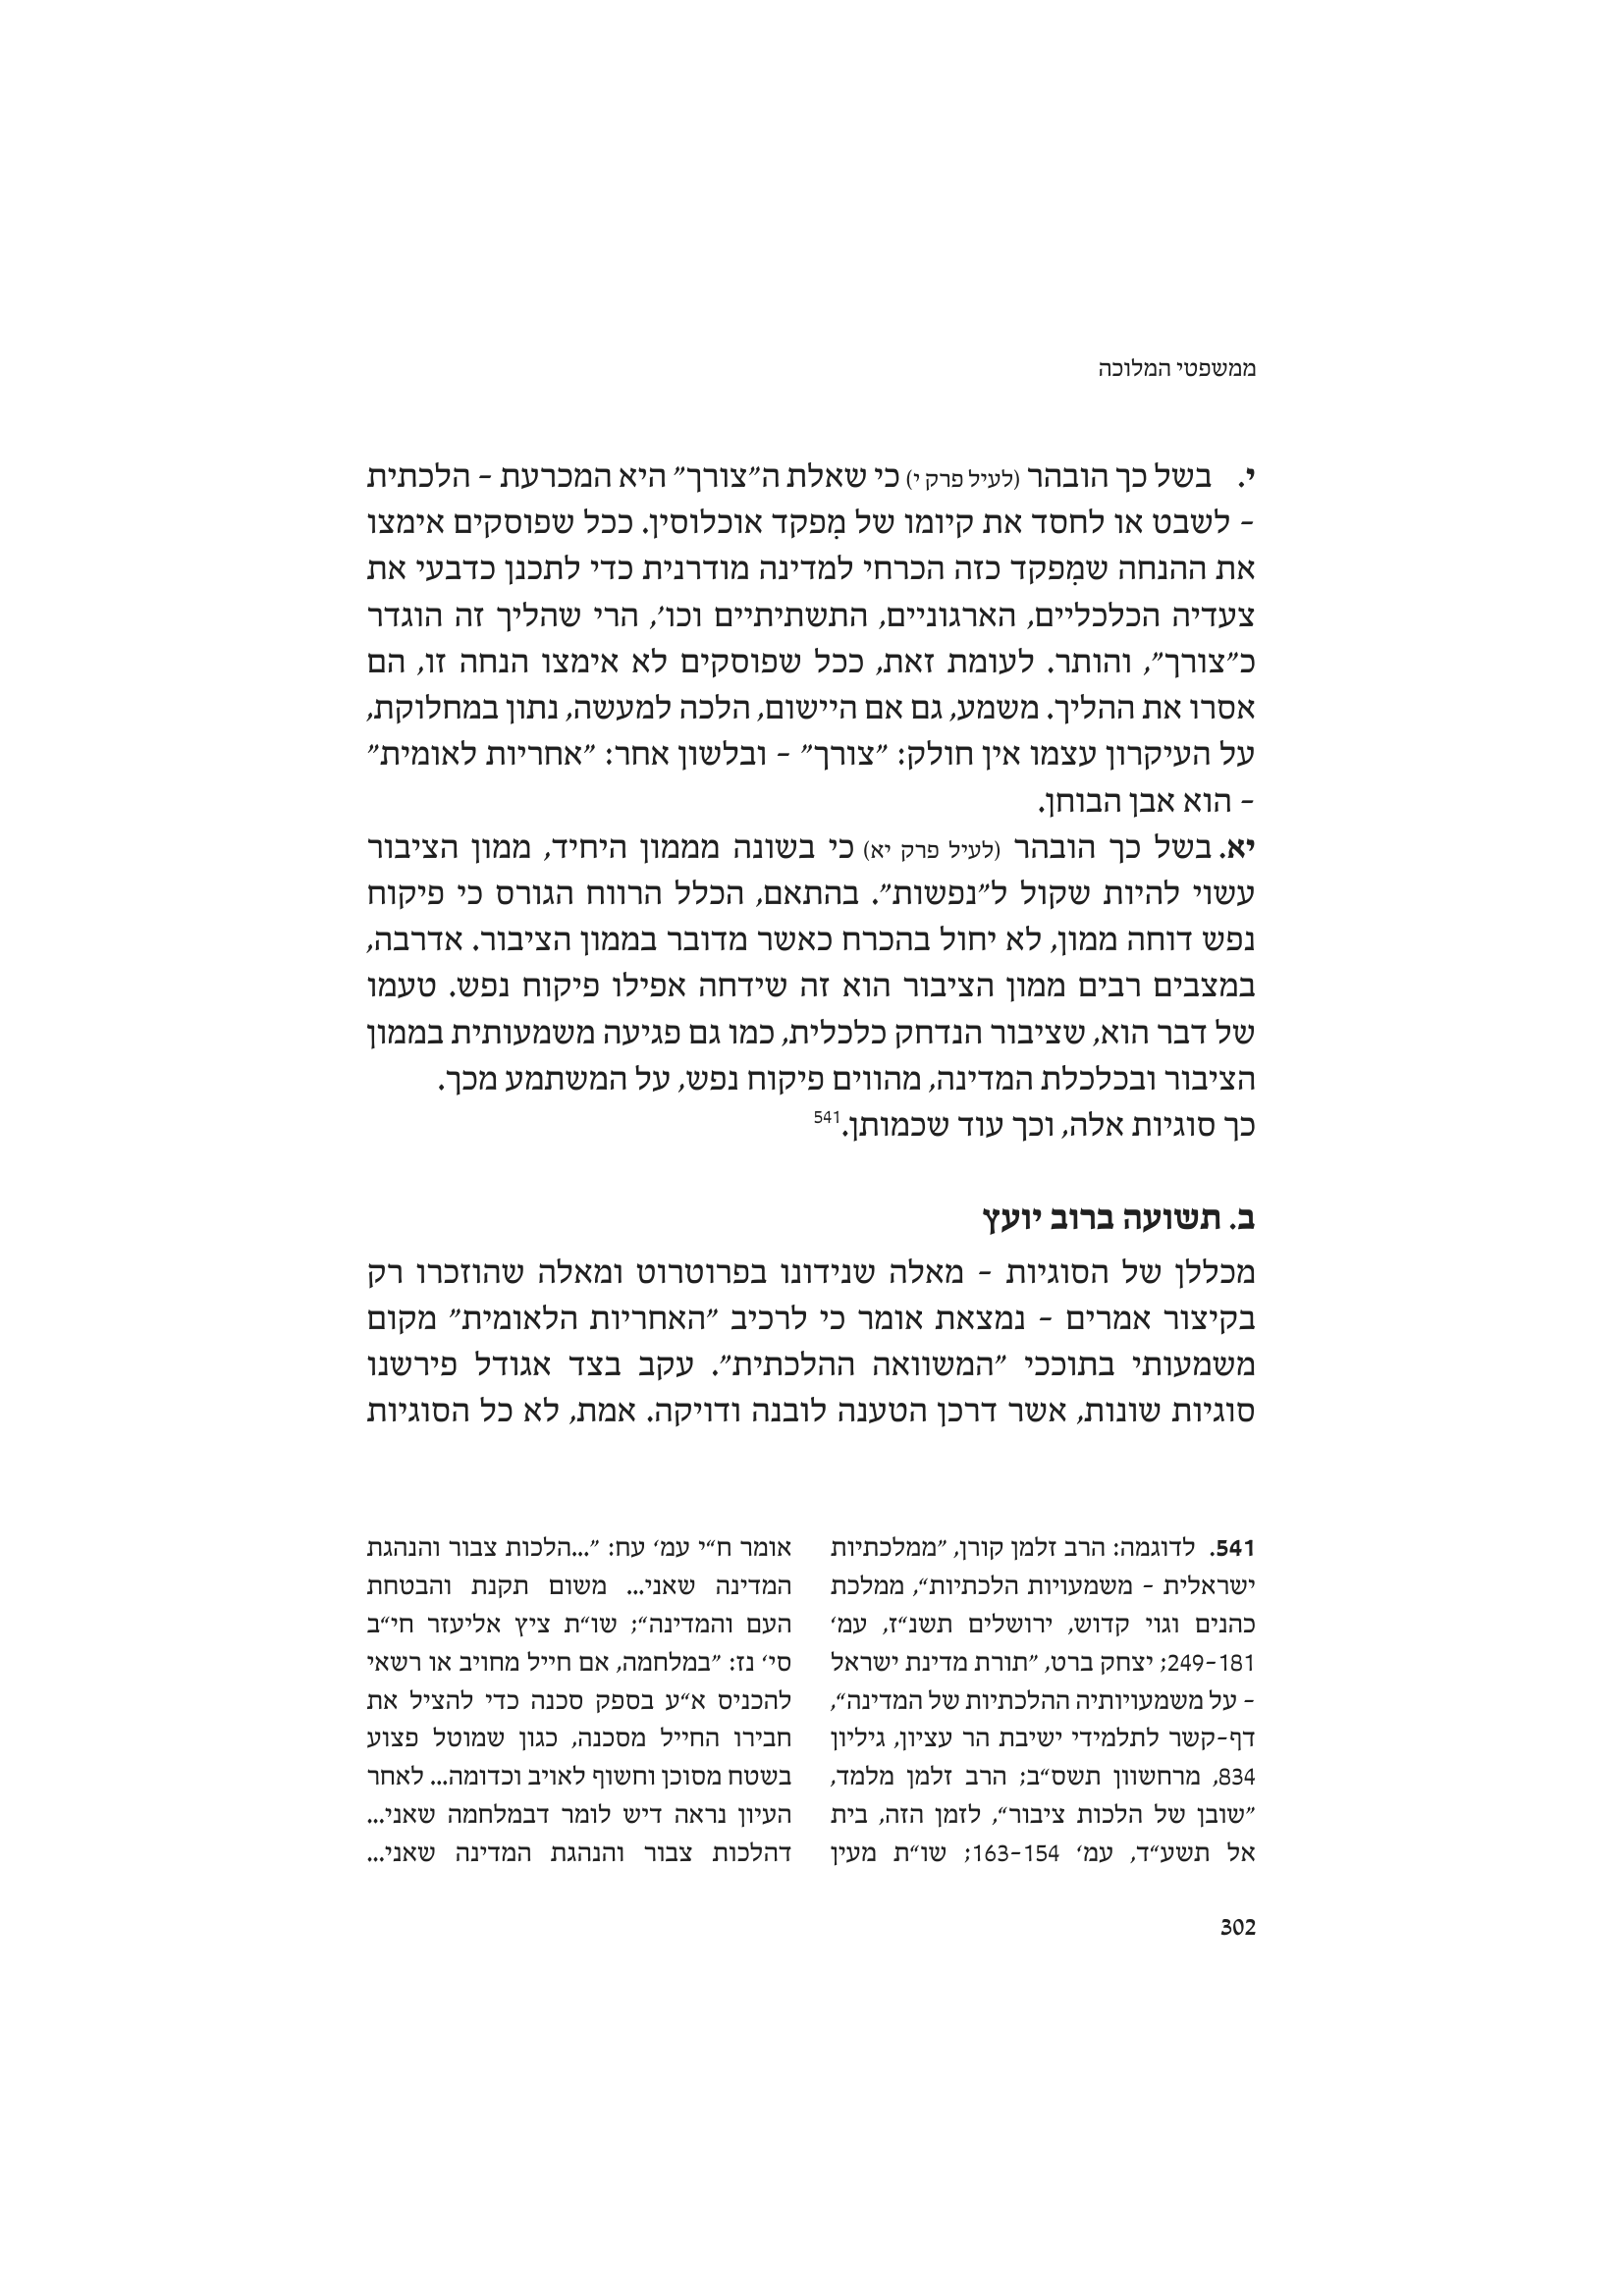 ממשפטי המלוכה
י. בשל כך הובהר (לעיל פרק י) כי שאלת ה"צורך" היא המכרעת – הלכתית
– לשבט או לחסד את קיומו של מִפקד אוכלוסין. ככל שפוסקים אימצו
את ההנחה שמִפקד כזה הכרחי למדינה מודרנית כדי לתכנן כדבעי את
צעדיה הכלכליים, הארגוניים, התשתיתיים וכו', הרי שהליך זה הוגדר
כ"צורך", והותר. לעומת זאת, ככל שפוסקים לא אימצו הנחה זו, הם
אסרו את ההליך. משמע, גם אם היישום, הלכה למעשה, נתון במחלוקת,
על העיקרון עצמו אין חולק: "צורך" – ובלשון אחר: "אחריות לאומית"
– הוא אבן הבוחן.
יא. בשל כך הובהר (לעיל פרק יא) כי בשונה מממון היחיד, ממון הציבור
עשוי להיות שקול ל"נפשות". בהתאם, הכלל הרווח הגורס כי פיקוח
נפש דוחה ממון, לא יחול בהכרח כאשר מדובר בממון הציבור. אדרבה,
במצבים רבים ממון הציבור הוא זה שידחה אפילו פיקוח נפש. טעמו
של דבר הוא, שציבור הנדחק כלכלית, כמו גם פגיעה משמעותית בממון
הציבור ובכלכלת המדינה, מהווים פיקוח נפש, על המשתמע מכך.
כך סוגיות אלה, וכך עוד שכמותן.541
ב. תשועה ברוב יועץ
מכללן של הסוגיות – מאלה שנידונו בפרוטרוט ומאלה שהוזכרו רק
בקיצור אמרים – נמצאת אומר כי לרכיב "האחריות הלאומית" מקום
משמעותי בתוככי "המשוואה ההלכתית". עקב בצד אגודל פירשנו
סוגיות שונות, אשר דרכן הטענה לובנה ודויקה. אמת, לא כל הסוגיות
541. לדוגמה: הרב זלמן קורן, "ממלכתיות
ישראלית – משמעויות הלכתיות", ממלכת
כהנים וגוי קדוש, ירושלים תשנ"ז, עמ'
181–249; יצחק ברט, "תורת מדינת ישראל
– על משמעויותיה ההלכתיות של המדינה",
דף-קשר לתלמידי ישיבת הר עציון, גיליון
834, מרחשוון תשס"ב; הרב זלמן מלמד,
"שובן של הלכות ציבור", לזמן הזה, בית
אל תשע"ד, עמ' 154–163; שו"ת מעין
אומר ח"י עמ' עח: "...הלכות צבור והנהגת
המדינה שאני... משום תקנת והבטחת
העם והמדינה"; שו"ת ציץ אליעזר חי"ב
סי' נז: "במלחמה, אם חייל מחויב או רשאי
להכניס א"ע בספק סכנה כדי להציל את
חבירו החייל מסכנה, כגון שמוטל פצוע
בשטח מסוכן וחשוף לאויב וכדומה... לאחר
העיון נראה דיש לומר דבמלחמה שאני...
דהלכות צבור והנהגת המדינה שאני...
302